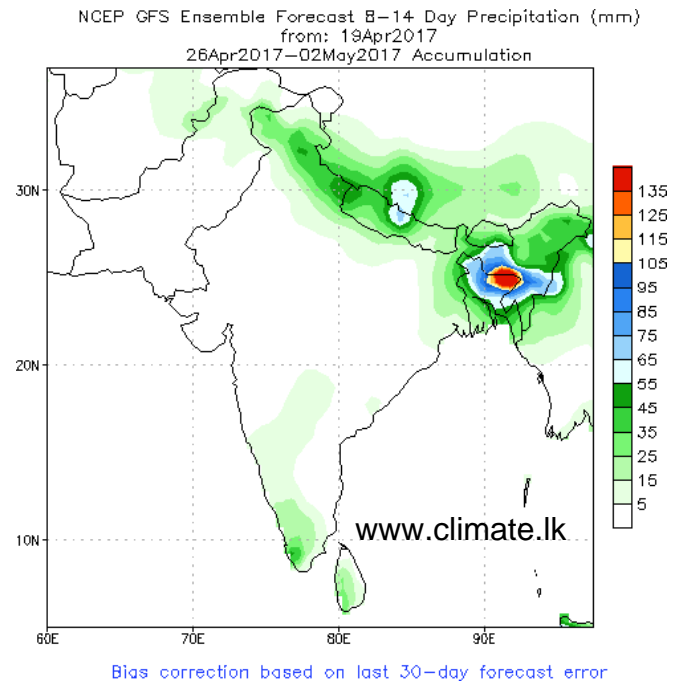 NCEP GFS Ensemble Forecast 8–14 Day Precipitation (mm)
from: 19Apr2017
26Apr2017–02May2017 Accumulation
30N
20N
10N
60E
70E
80E
90E
135
125
115
105
95
85
75
65
55
45
35
25
15
5
www.climate.lk
Bias correction based on last 30–day forecast error